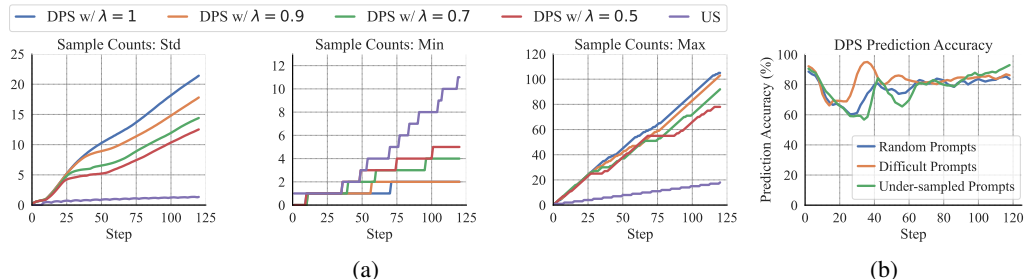 DPS w/ λ = 1 DPS w/ λ = 0.9 DPS w/ λ = 0.7 DPS w/ λ = 0.5 US
Sample Counts: Std Sample Counts: Min Sample Counts: Max DPS Prediction Accuracy
25
20
15
10
5
0
0 25 50 75 100 125
Step
12
10
8
6
4
2
0
0 25 50 75 100 125
Step
120
100
80
60
40
20
0
0 25 50 75 100 125
Step
(a)
Prediction Accuracy (%)
100
80
60
40
20
0
Random Prompts
Difficult Prompts
Under-sampled Prompts
0 20 40 60 80 100 120
Step
(b)